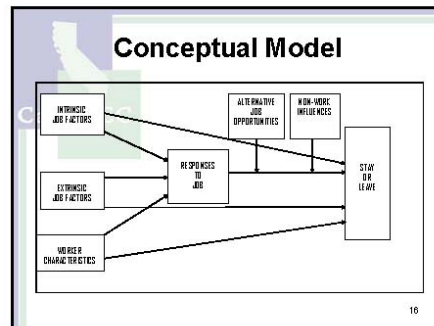 Conceptual Model
INTRINSIC
JOB FACTORS
ALTERNATIVE
JOB
OPPORTUNITIES
NON-WORK
INFLUENCES
RESPONSES
TO
JOB
STAY
OR
LEAVE
EXTRINSIC
JOB FACTORS
WORKER
CHARACTERISTICS
16